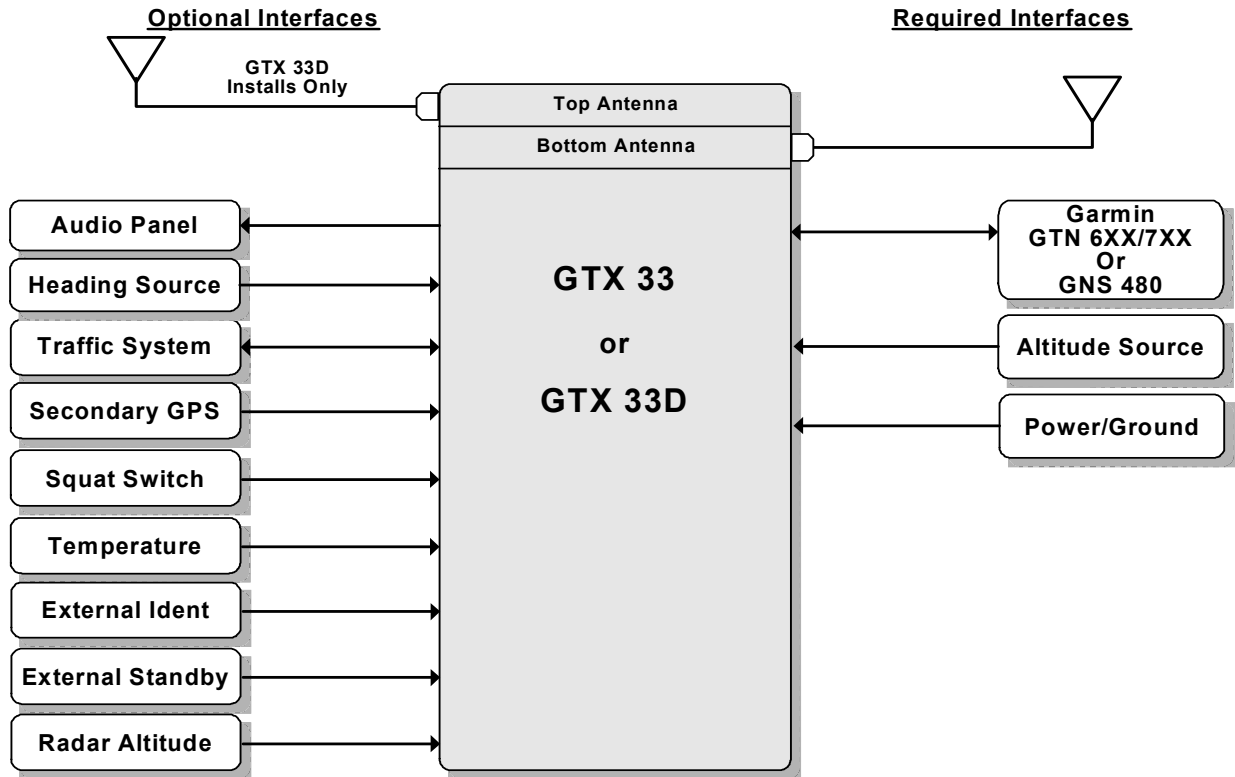 Optional Interfaces
Required Interfaces
GTX 33D
Installs Only
Top Antenna
Bottom Antenna
Audio Panel
Heading Source
Traffic System
Secondary GPS
Squat Switch
Temperature
External Ident
External Standby
Radar Altitude
GTX 33
or
GTX 33D
Garmin
GTN 6XX/7XX
Or
GNS 480
Altitude Source
Power/Ground